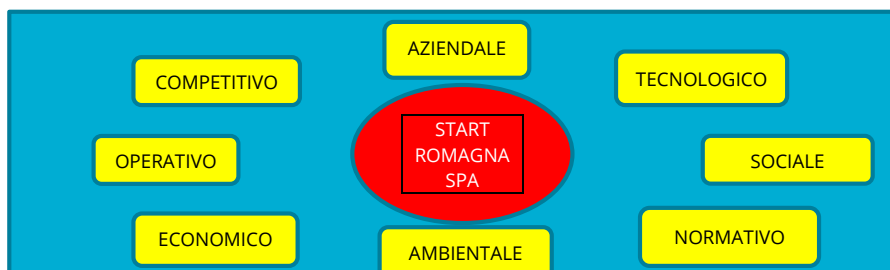 AZIENDALE
COMPETITIVO
TECNOLOGICO
START
ROMAGNA
SPA
OPERATIVO
SOCIALE
ECONOMICO
AMBIENTALE
NORMATIVO